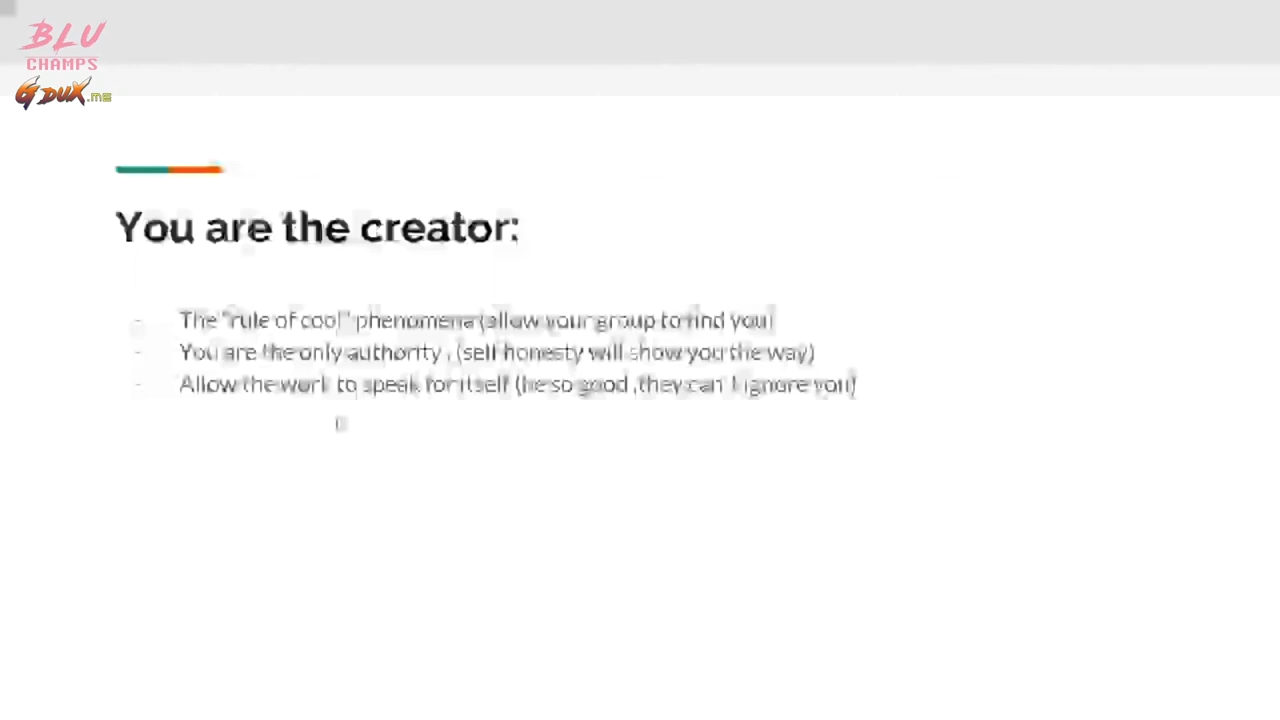 BLU
CHAMPS
GDUX.me
You are the creator:
- The "rule of cool" phenomena (allow your group to find you)
- You are the only authority , (self honesty will show you the way)
- Allow the work to speak for itself (be so good ,they can't ignore you)